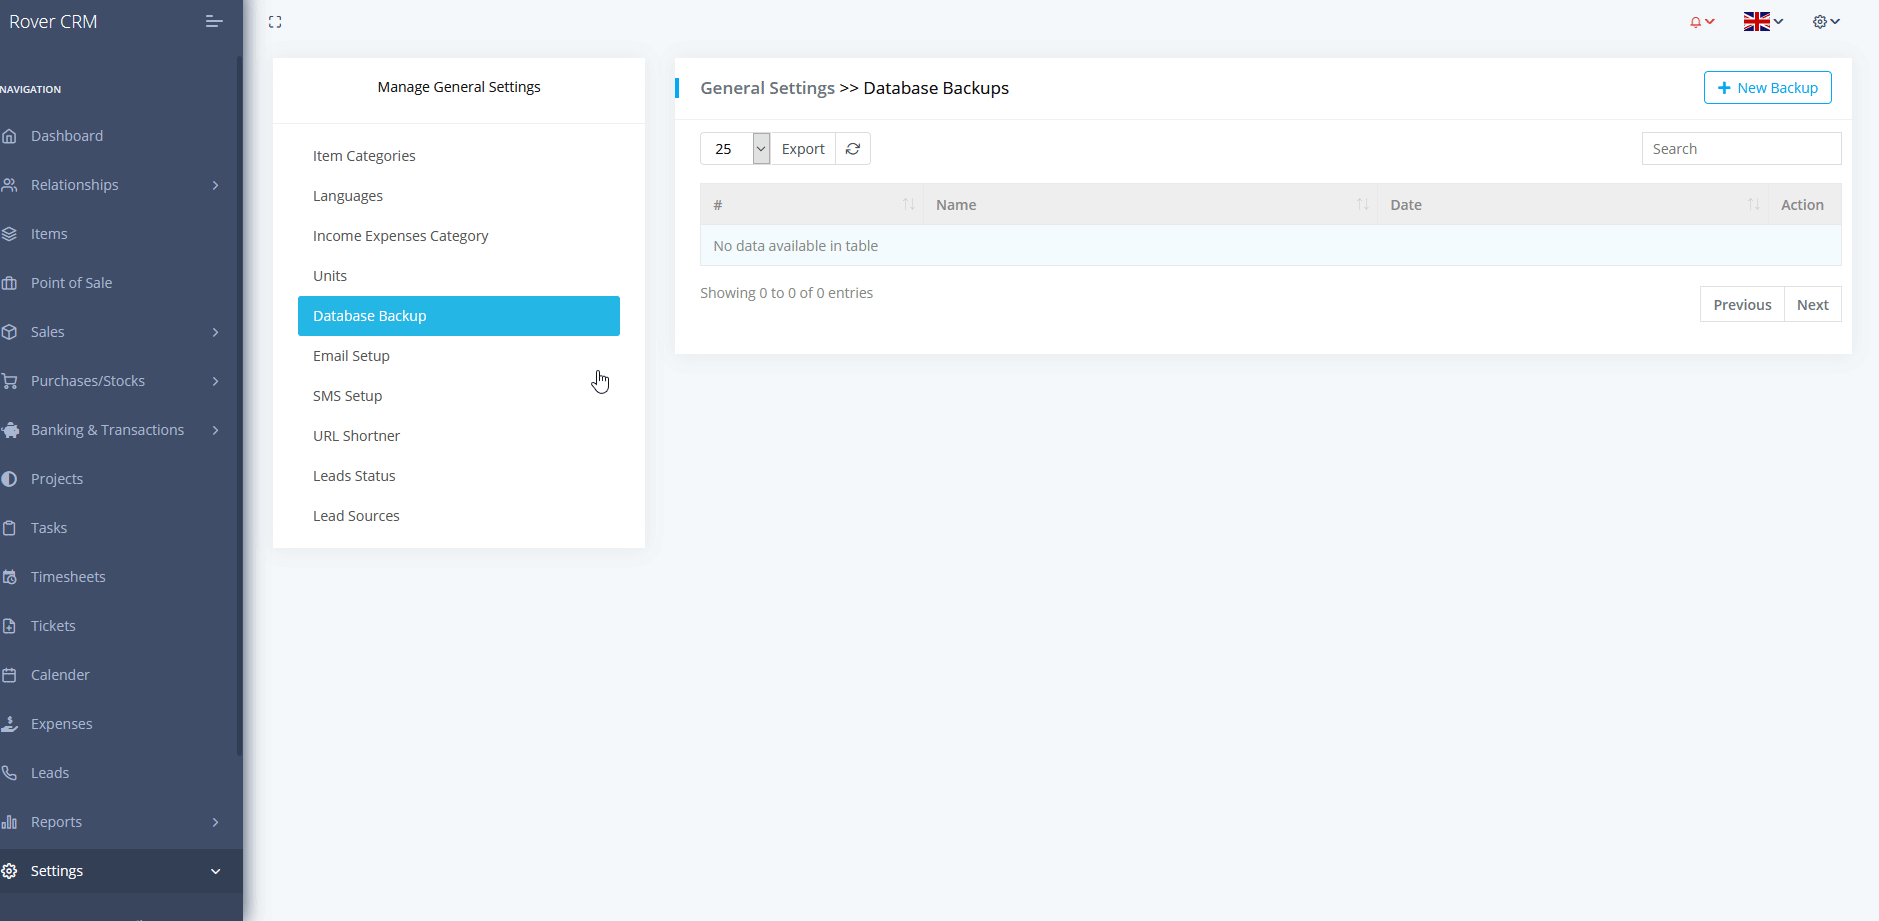 Rover CRM
NAVIGATION
Dashboard
Relationships
Items
Point of Sale
Sales
Purchases/Stocks
Banking & Transactions
Projects
Tasks
Timesheets
Tickets
Calender
Expenses
Leads
Reports
Settings
Manage General Settings
Item Categories
Languages
Income Expenses Category
Units
Database Backup
Email Setup
SMS Setup
URL Shortner
Leads Status
Lead Sources
General Settings >> Database Backups
New Backup
25 Export
Search
# Name Date Action
No data available in table
Showing 0 to 0 of 0 entries
Previous Next